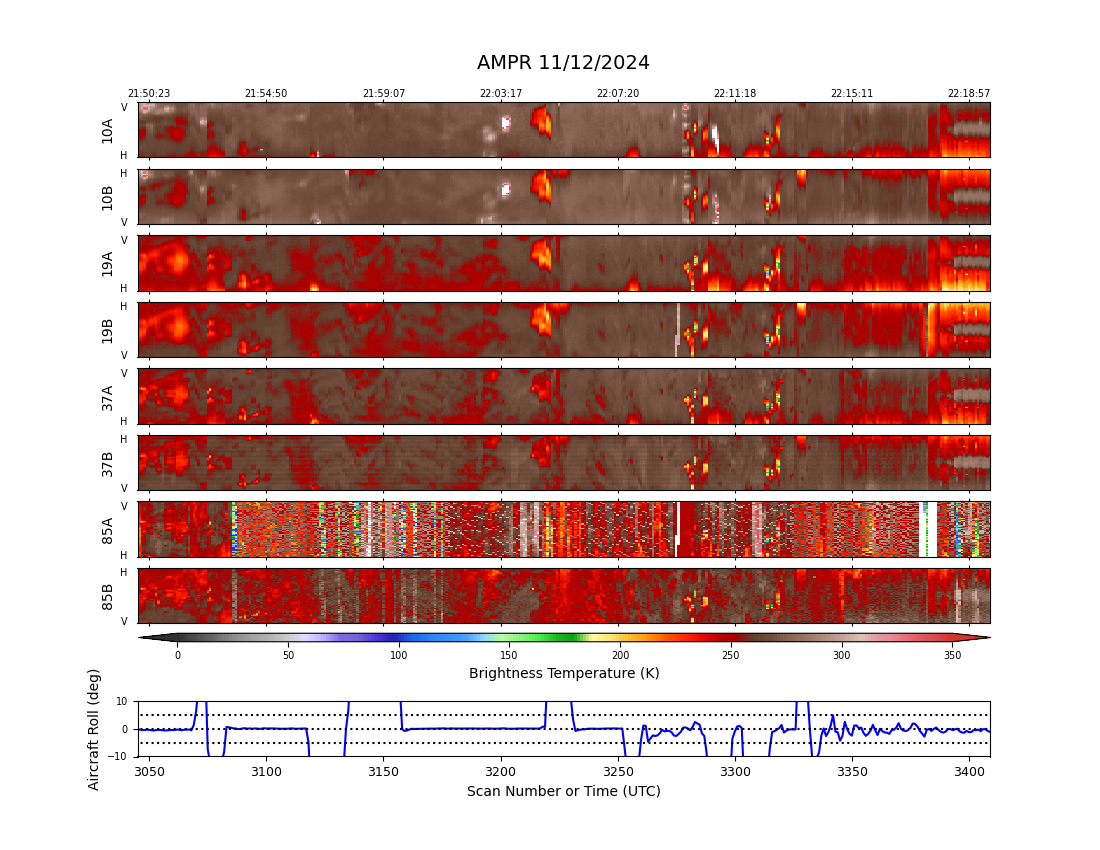 AMPR 11/12/2024
21:50:23 21:54:50 21:59:07 22:03:17 22:07:20 22:11:18 22:15:11 22:18:57
V
10A
H
H
10B
V
V
19A
H
H
19B
V
V
37A
H
H
37B
V
V
85A
H
H
85B
V
0 50 100 150 200 250 300 350
Brightness Temperature (K)
Aircraft Roll (deg)
10
0
−10
3050 3100 3150 3200 3250 3300 3350 3400
Scan Number or Time (UTC)